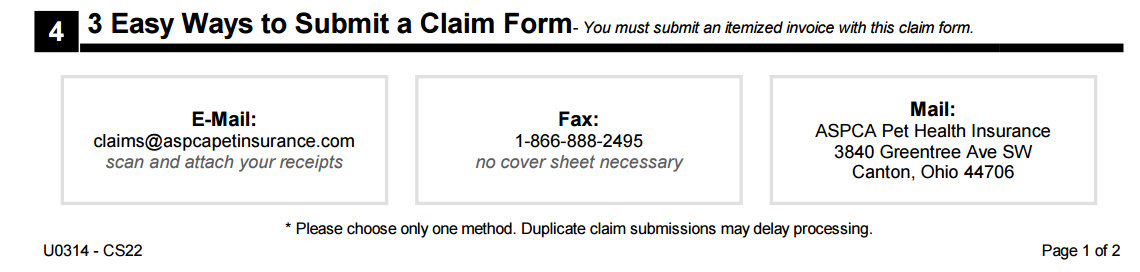 4
3 Easy Ways to Submit a Claim Form- You must submit an itemized invoice with this claim form.
E-Mail:
claims@aspcapetinsurance.com
scan and attach your receipts
Fax:
1-866-888-2495
no cover sheet necessary
Mail:
ASPCA Pet Health Insurance
3840 Greentree Ave SW
Canton, Ohio 44706
* Please choose only one method. Duplicate claim submissions may delay processing.
U0314 - CS22
Page 1 of 2